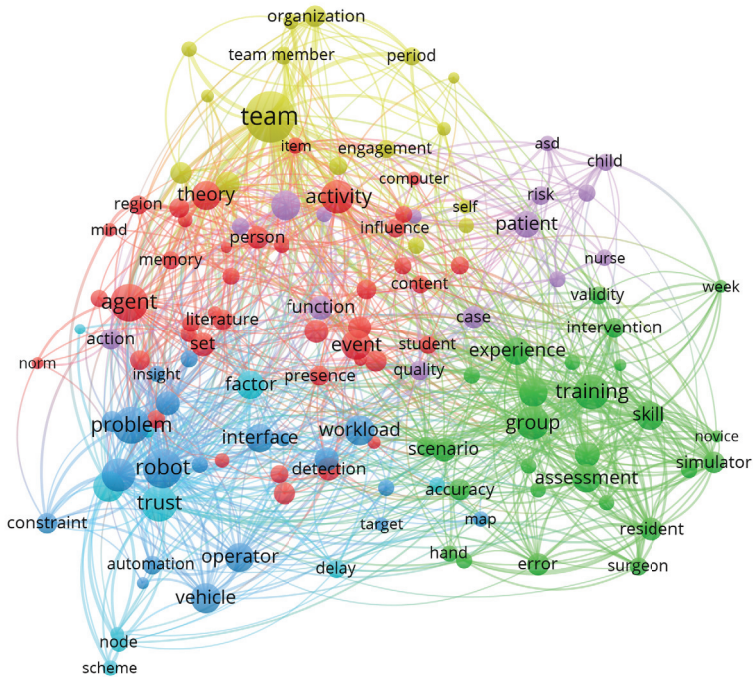 organization
team member
period
team
item
engagement
asd
child
computer
theory
activity
region
self
risk
mind
person
influence
patient
memory
nurse
content
week
agent
function
validity
literature
case
intervention
action
set
event
student
experience
norm
insight
presence
quality
factor
training
problem
group
skill
interface
workload
novice
robot
detection
scenario
simulator
assessment
trust
accuracy
constraint
target
map
resident
automation
operator
delay
hand
error
surgeon
vehicle
node
scheme